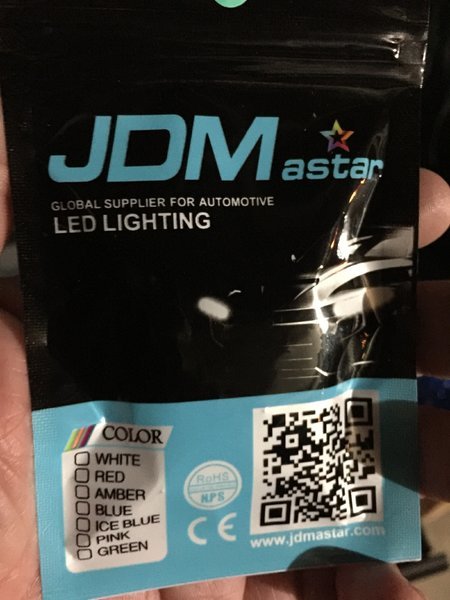 JDM astar
GLOBAL SUPPLIER FOR AUTOMOTIVE
LED LIGHTING
COLOR
WHITE
RED
AMBER
BLUE
ICE BLUE
PINK
GREEN
RoHS
CE
www.jdmastar.com